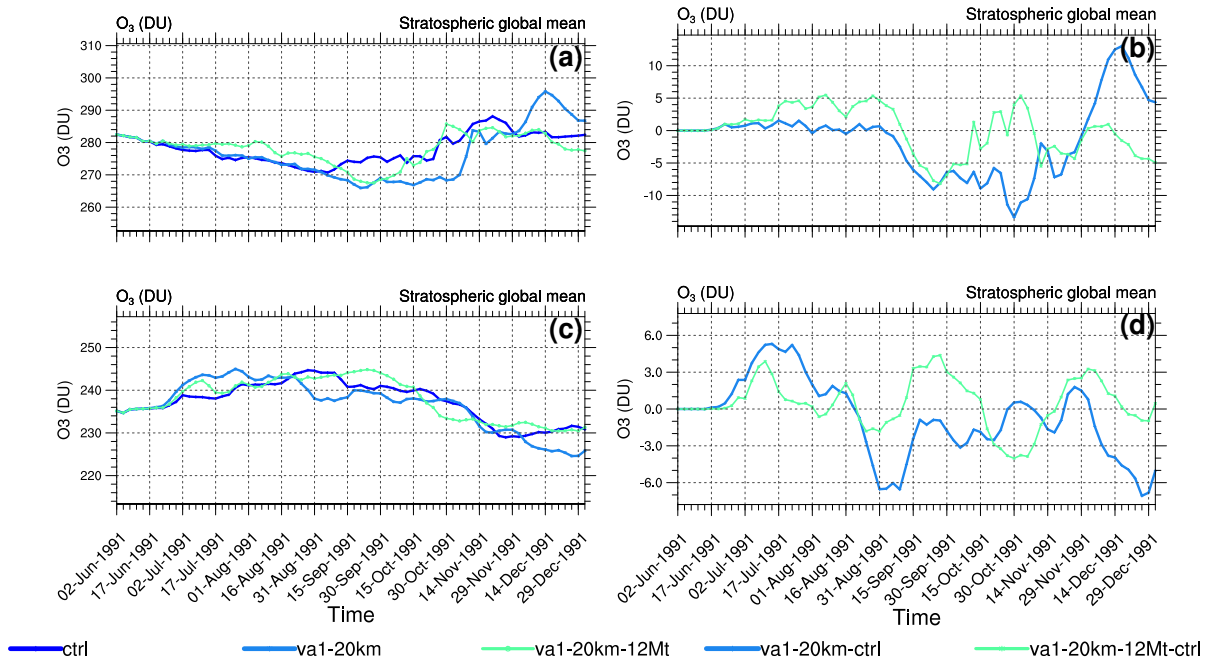 O₃ (DU) Stratospheric global mean
(a)
310
300
290
280
270
260
O3 (DU)
O₃ (DU) Stratospheric global mean
(b)
10
5
0
-5
-10
O3 (DU)
O₃ (DU) Stratospheric global mean
(c)
250
240
230
220
O3 (DU)
02-Jun-1991
17-Jun-1991
02-Jul-1991
17-Jul-1991
01-Aug-1991
16-Aug-1991
31-Aug-1991
15-Sep-1991
30-Sep-1991
15-Oct-1991
30-Oct-1991
14-Nov-1991
29-Nov-1991
14-Dec-1991
29-Dec-1991
Time
O₃ (DU) Stratospheric global mean
(d)
6.0
3.0
0.0
-3.0
-6.0
O3 (DU)
02-Jun-1991
17-Jun-1991
02-Jul-1991
17-Jul-1991
01-Aug-1991
16-Aug-1991
31-Aug-1991
15-Sep-1991
30-Sep-1991
15-Oct-1991
30-Oct-1991
14-Nov-1991
29-Nov-1991
14-Dec-1991
29-Dec-1991
Time
ctrl va1-20km va1-20km-12Mt va1-20km-ctrl va1-20km-12Mt-ctrl